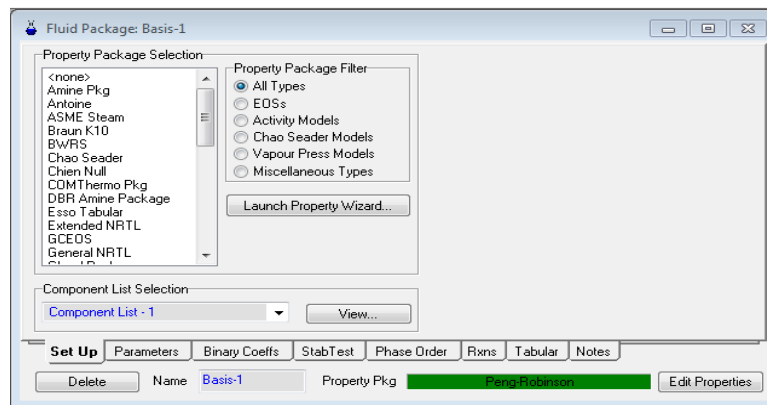 Fluid Package: Basis-1
Property Package Selection
<none>
Amine Pkg
Antoine
ASME Steam
Braun K10
BWRS
Chao Seader
Chien Null
COMThermo Pkg
DBR Amine Package
Esso Tabular
Extended NRTL
GCEOS
General NRTL
Property Package Filter
All Types
EOSs
Activity Models
Chao Seader Models
Vapour Press Models
Miscellaneous Types
Launch Property Wizard...
Component List Selection
Component List - 1
View...
Set Up Parameters Binary Coeffs StabTest Phase Order Rxns Tabular Notes
Delete Name Basis-1 Property Pkg Peng-Robinson Edit Properties